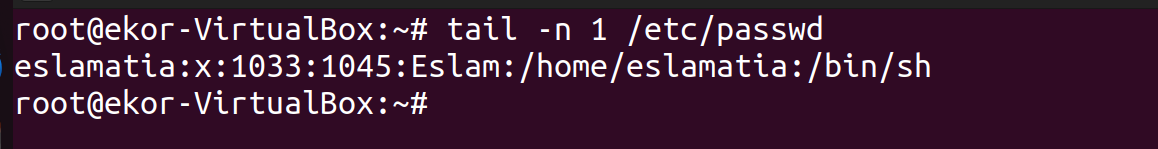 root@ekor-VirtualBox:~# tail -n 1 /etc/passwd
eslamatia:x:1033:1045:Eslam:/home/eslamatia:/bin/sh
root@ekor-VirtualBox:~#